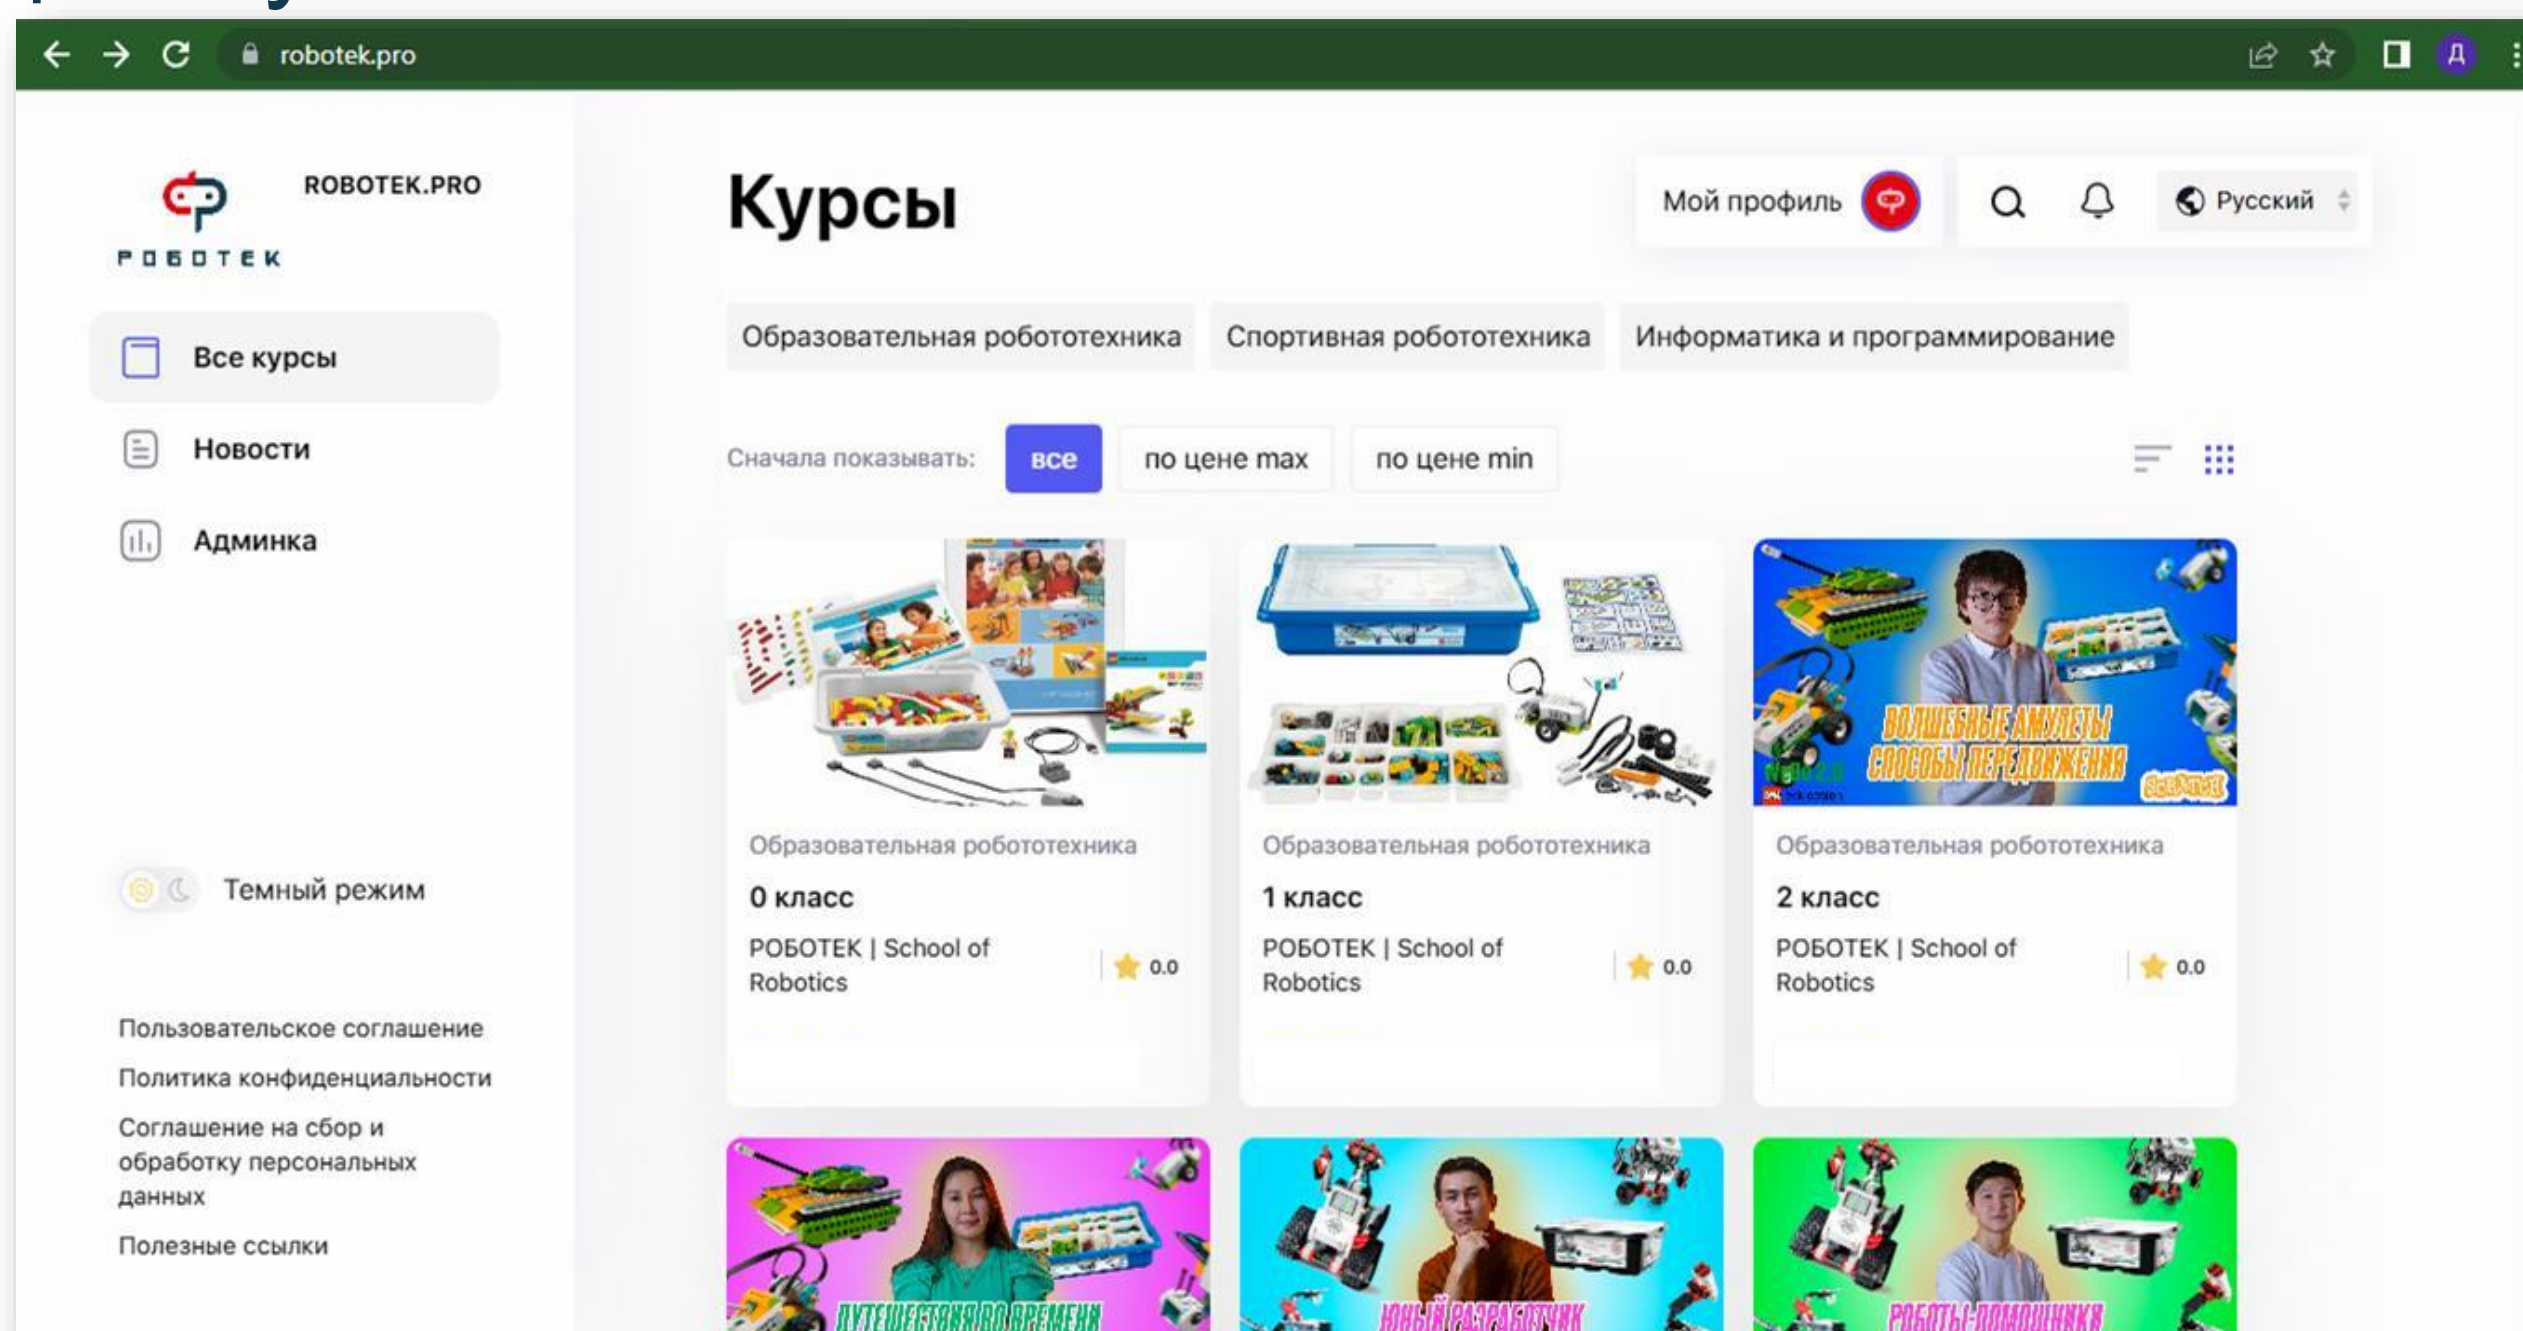 robotek.pro
Д
РОБОТЕК
ROBOTEK.PRO
Все курсы
Новости
Админка
Темный режим
Пользовательское соглашение
Политика конфиденциальности
Соглашение на сбор и
обработку персональных
данных
Полезные ссылки
Курсы
Мой профиль
Русский
Образовательная робототехника
Спортивная робототехника
Информатика и программирование
Сначала показывать:
все
по цене max
по цене min
ВОЛШЕБНЫЕ АМУЛЕТЫ
СПОСОБЫ ПЕРЕДВИЖЕНИЯ
WeDo 2.0
SCRATCH
Образовательная робототехника
0 класс
РОБОТЕК | School of
Robotics
0.0
Образовательная робототехника
1 класс
РОБОТЕК | School of
Robotics
0.0
Образовательная робототехника
2 класс
РОБОТЕК | School of
Robotics
0.0
ПУТЕШЕСТВИЯ ВО ВРЕМЕНИ
ЮНЫЙ РАЗРАБОТЧИК
РОБОТЫ-ПОМОЩНИКИ